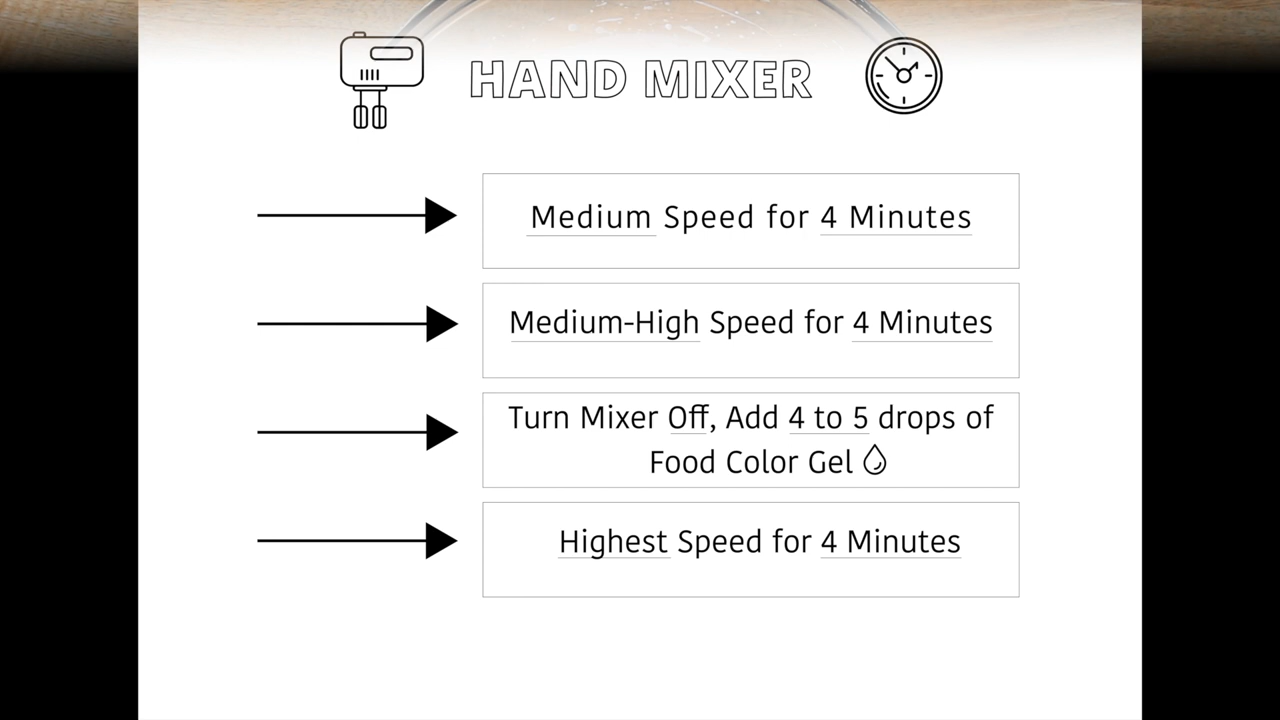 HAND MIXER
Medium Speed for 4 Minutes
Medium-High Speed for 4 Minutes
Turn Mixer Off, Add 4 to 5 drops of
Food Color Gel
Highest Speed for 4 Minutes